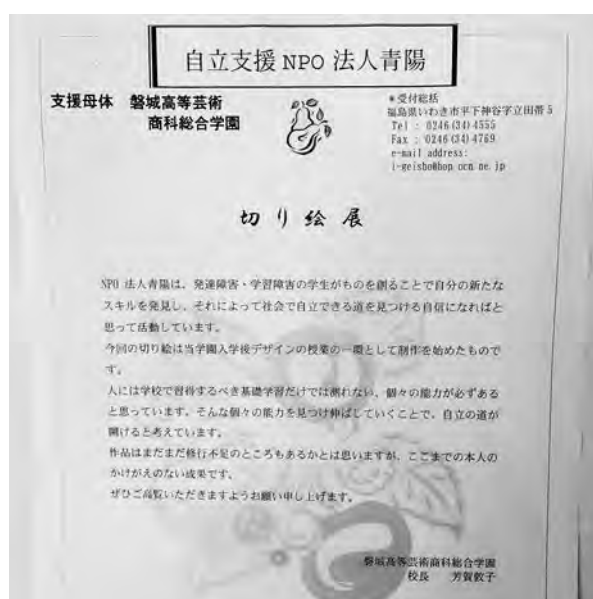 自立支援 NPO 法人青陽
支援母体 磐城高等芸術
商科総合学園
*受付総括
福島県いわき市平下神谷字立田帯 5
Tel : 0246(34)4555
Fax : 0246(34)4769
e-mail address:
i-geisho@bop.ocn.ne.jp
切り絵展
NPO 法人青陽は、発達障害・学習障害の学生がものを創ることで自分の新たな
スキルを発見し、それによって社会で自立できる道を見つける自信になればと
思って活動しています。
今回の切り絵は当学園入学後デザインの授業の一環として制作を始めたもので
す。
人には学校で習得するべき基礎学習だけでは測れない、個々の能力が必ずある
と思っています。そんな個々の能力を見つけ伸ばしていくことで、自立の道が
開けると考えています。
作品はまだまだ修行不足のところもあるかとは思いますが、ここまでの本人の
かけがえのない成果です。
ぜひご高覧いただきますようお願い申し上げます。
磐城高等芸術商科総合学園
校長 芳賀敦子